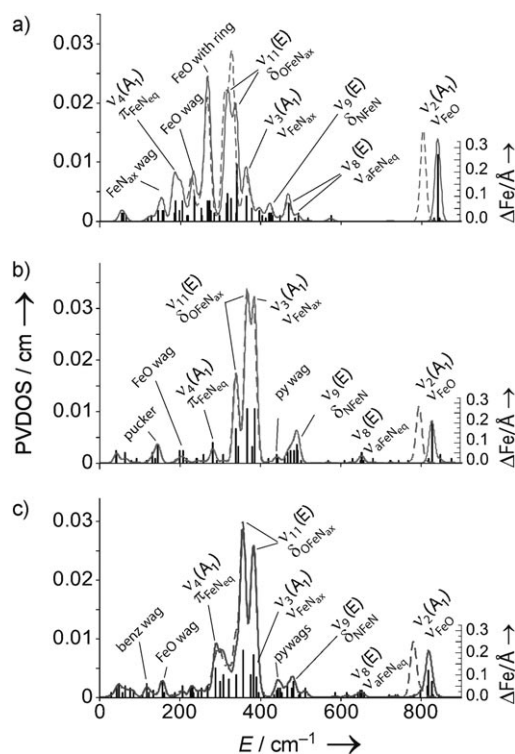 a)
FeO with ring
ν11(E)
δOFeNax
ν4(A1)
πFeNeq
FeO wag
FeNax wag
ν3(A1)
νFeNax
ν9(E)
δNFeN
ν8(E)
νaFeNeq
ν2(A1)
νFeO
0.03
0.02
0.01
0
0.3
0.2
0.1
0.0
ΔFe/Å →
b)
ν11(E)
δOFeNax
ν3(A1)
νFeNax
FeO wag
ν4(A1)
πFeNeq
pucker
py wag
ν9(E)
δNFeN
ν8(E)
νaFeNeq
ν2(A1)
νFeO
0.03
0.02
0.01
0
0.3
0.2
0.1
0.0
ΔFe/Å →
PVDOS / cm →
c)
ν11(E)
δOFeNax
ν4(A1)
πFeNeq
benz wag
FeO wag
ν3(A1)
νFeNax
pywags
ν9(E)
δNFeN
ν8(E)
νaFeNeq
ν2(A1)
νFeO
0.03
0.02
0.01
0
0.3
0.2
0.1
0.0
ΔFe/Å →
0 200 400 600 800
E / cm−1 →